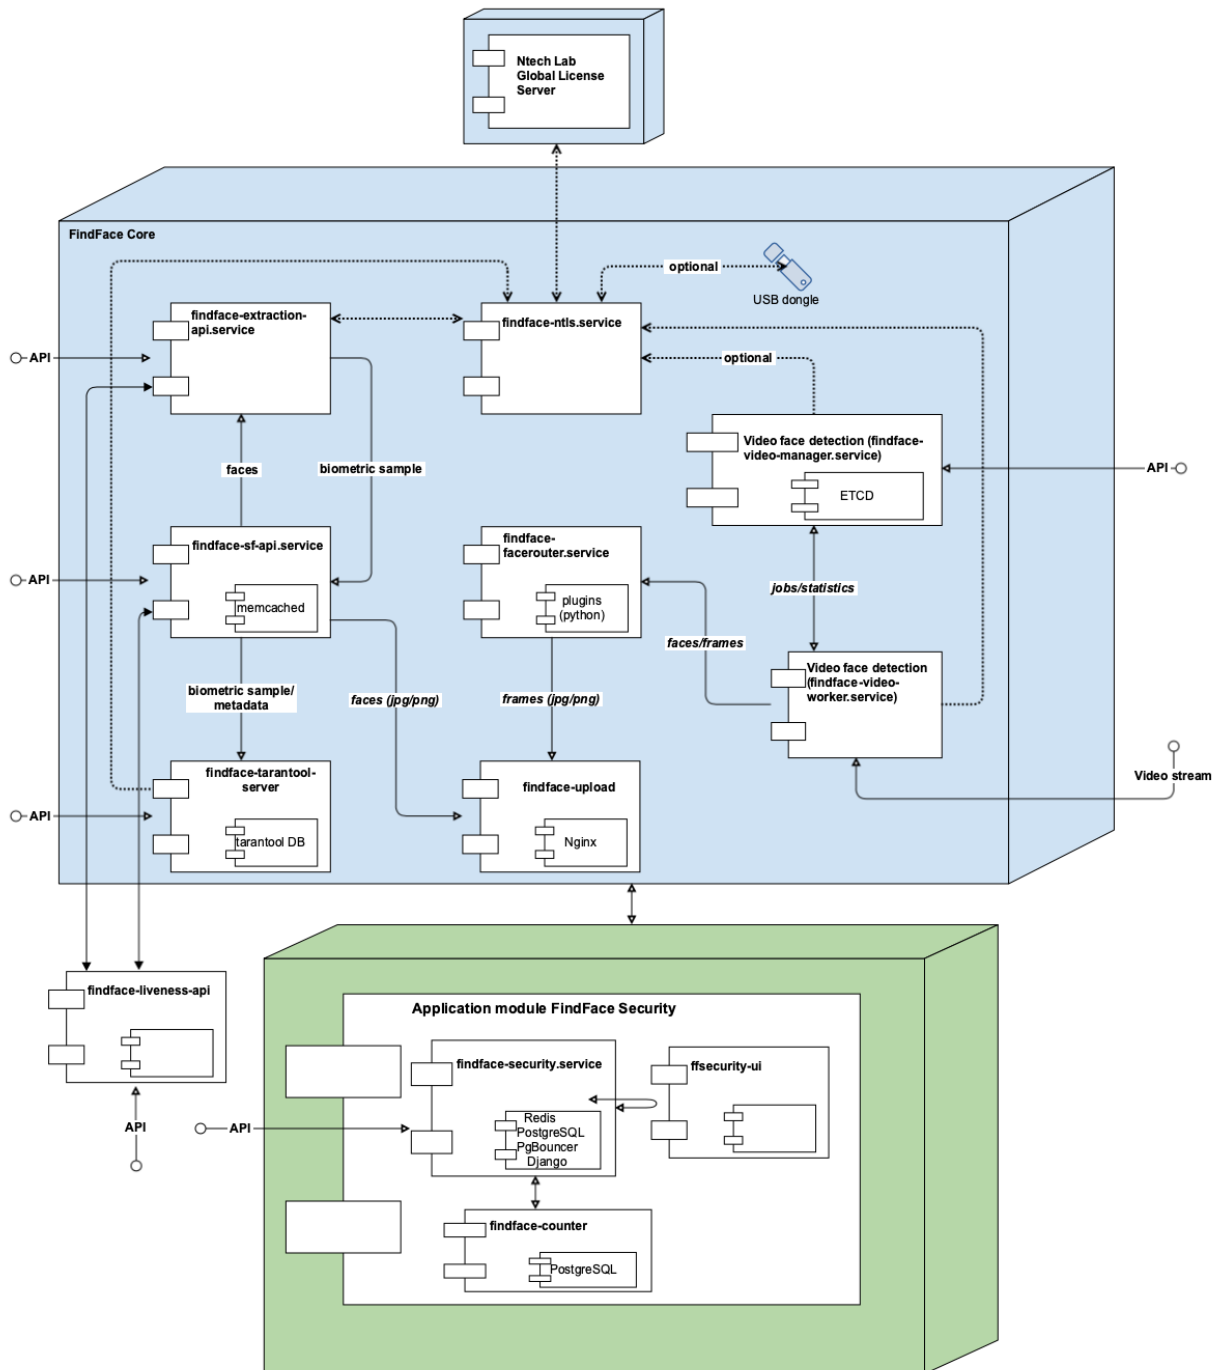 Ntech Lab
Global License
Server
FindFace Core
optional
USB dongle
findface-extraction-
api.service
findface-ntls.service
API
optional
Video face detection (findface-
video-manager.service)
ETCD
API
faces
biometric sample
findface-sf-api.service
memcached
findface-
facerouter.service
plugins
(python)
API
jobs/statistics
faces/frames
Video face detection
(findface-video-
worker.service)
biometric sample/
metadata
faces (jpg/png)
frames (jpg/png)
findface-tarantool-
server
tarantool DB
findface-upload
Nginx
Video stream
API
findface-liveness-api
API
Application module FindFace Security
findface-security.service
Redis
PostgreSQL
PgBouncer
Django
ffsecurity-ui
API
findface-counter
PostgreSQL